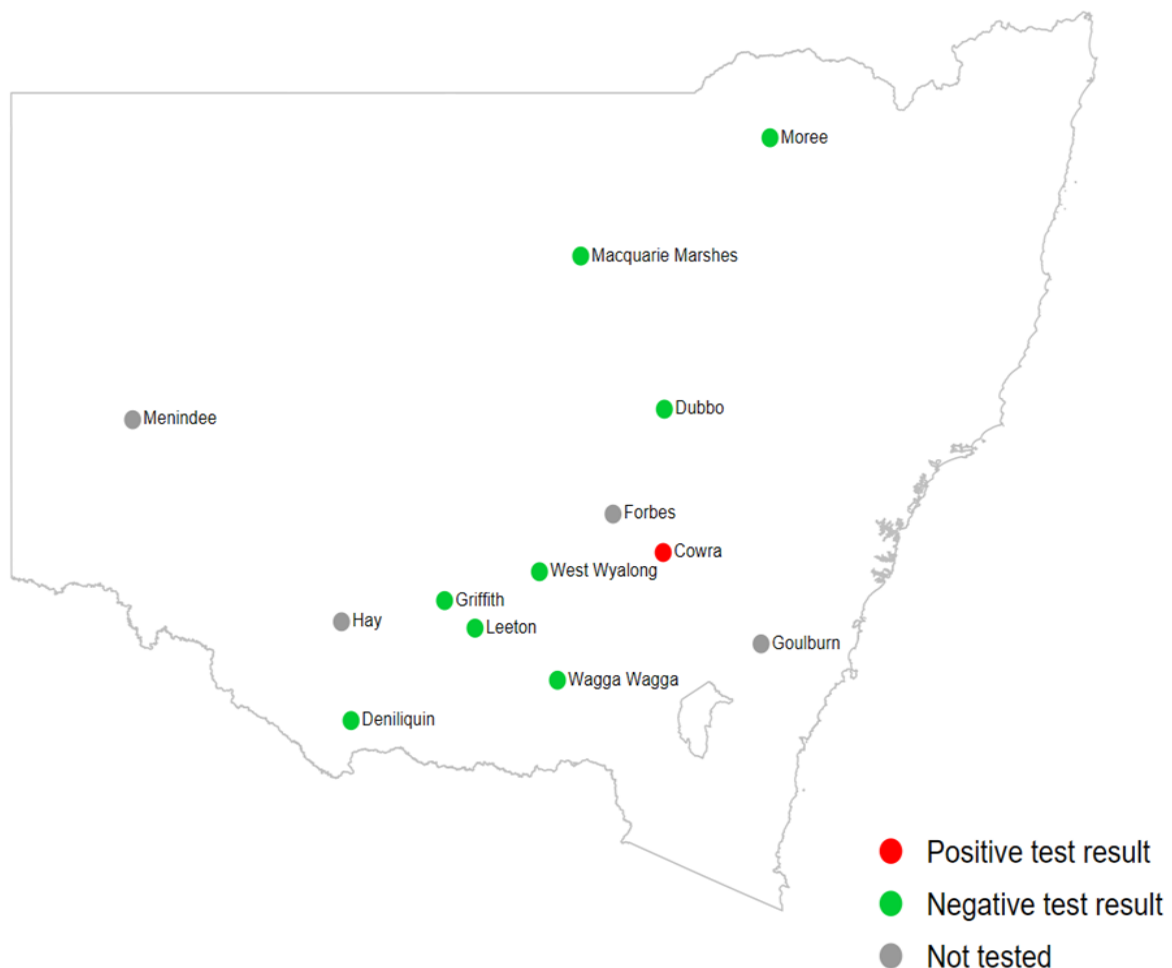 Moree
Macquarie Marshes
Dubbo
Menindee
Forbes
Cowra
West Wyalong
Griffith
Hay
Leeton
Goulburn
Wagga Wagga
Deniliquin
Positive test result
Negative test result
Not tested